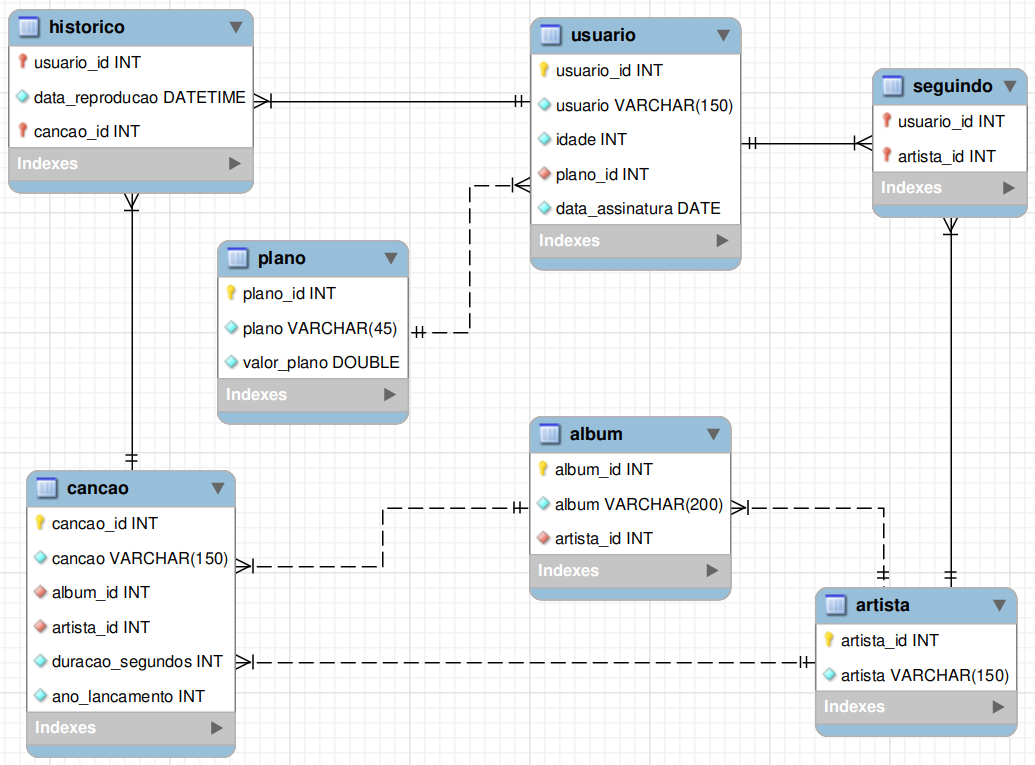 historico
usuario_id INT
data_reproducao DATETIME
cancao_id INT
Indexes
usuario
usuario_id INT
usuario VARCHAR(150)
idade INT
plano_id INT
data_assinatura DATE
Indexes
seguindo
usuario_id INT
artista_id INT
Indexes
plano
plano_id INT
plano VARCHAR(45)
valor_plano DOUBLE
Indexes
album
album_id INT
album VARCHAR(200)
artista_id INT
Indexes
cancao
cancao_id INT
cancao VARCHAR(150)
album_id INT
artista_id INT
duracao_segundos INT
ano_lancamento INT
Indexes
artista
artista_id INT
artista VARCHAR(150)
Indexes